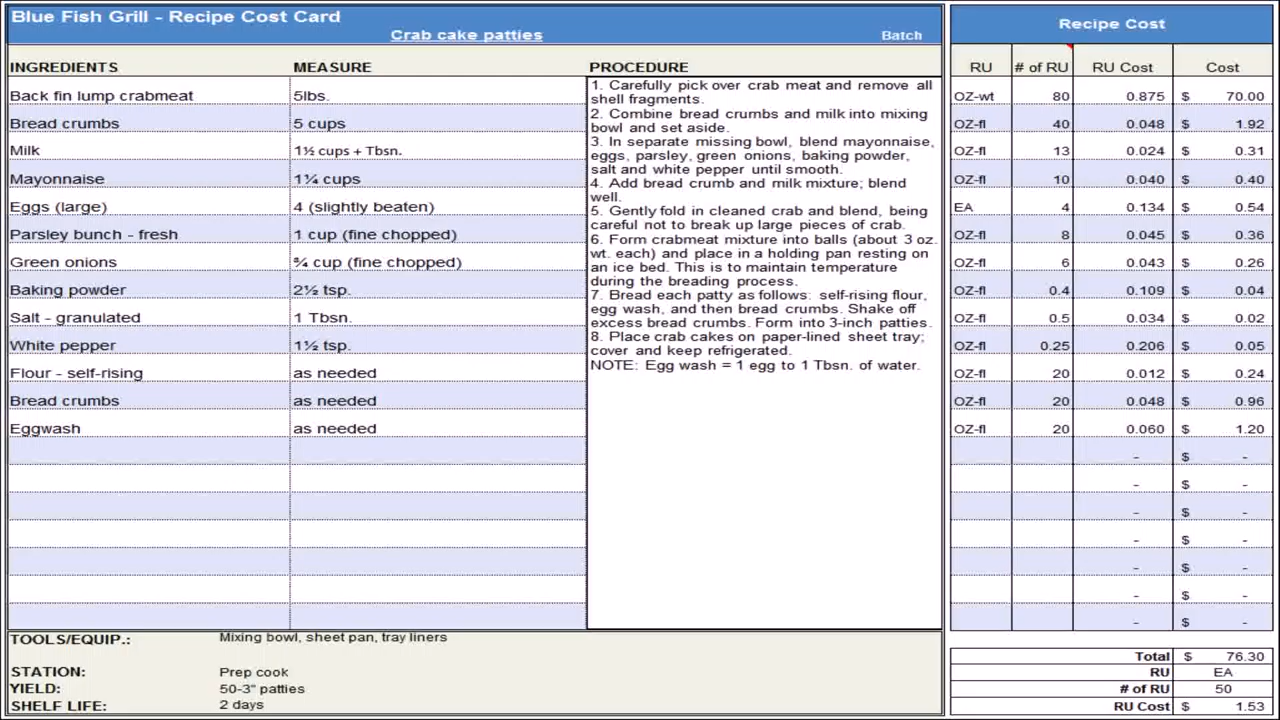 Blue Fish Grill - Recipe Cost Card
Crab cake patties
Batch
Recipe Cost
INGREDIENTS MEASURE PROCEDURE
RU # of RU RU Cost Cost
Back fin lump crabmeat 5lbs. OZ-wt 80 0.875 $ 70.00
Bread crumbs 5 cups OZ-fl 40 0.048 $ 1.92
Milk 1½ cups + Tbsn. OZ-fl 13 0.024 $ 0.31
Mayonnaise 1¼ cups OZ-fl 10 0.040 $ 0.40
Eggs (large) 4 (slightly beaten) EA 4 0.134 $ 0.54
Parsley bunch - fresh 1 cup (fine chopped) OZ-fl 8 0.045 $ 0.36
Green onions ¾ cup (fine chopped) OZ-fl 6 0.043 $ 0.26
Baking powder 2½ tsp. OZ-fl 0.4 0.109 $ 0.04
Salt - granulated 1 Tbsn. OZ-fl 0.5 0.034 $ 0.02
White pepper 1½ tsp. OZ-fl 0.25 0.206 $ 0.05
Flour - self-rising as needed OZ-fl 20 0.012 $ 0.24
Bread crumbs as needed OZ-fl 20 0.048 $ 0.96
Eggwash as needed OZ-fl 20 0.060 $ 1.20
- $ -
- $ -
- $ -
- $ -
- $ -
- $ -
- $ -
1. Carefully pick over crab meat and remove all
shell fragments.
2. Combine bread crumbs and milk into mixing
bowl and set aside.
3. In separate missing bowl, blend mayonnaise,
eggs, parsley, green onions, baking powder,
salt and white pepper until smooth.
4. Add bread crumb and milk mixture; blend
well.
5. Gently fold in cleaned crab and blend, being
careful not to break up large pieces of crab.
6. Form crabmeat mixture into balls (about 3 oz.
wt. each) and place in a holding pan resting on
an ice bed. This is to maintain temperature
during the breading process.
7. Bread each patty as follows: self-rising flour,
egg wash, and then bread crumbs. Shake off
excess bread crumbs. Form into 3-inch patties.
8. Place crab cakes on paper-lined sheet tray;
cover and keep refrigerated.
NOTE: Egg wash = 1 egg to 1 Tbsn. of water.
TOOLS/EQUIP.: Mixing bowl, sheet pan, tray liners
STATION: Prep cook
YIELD: 50-3" patties
SHELF LIFE: 2 days
Total $ 76.30
RU EA
# of RU 50
RU Cost $ 1.53